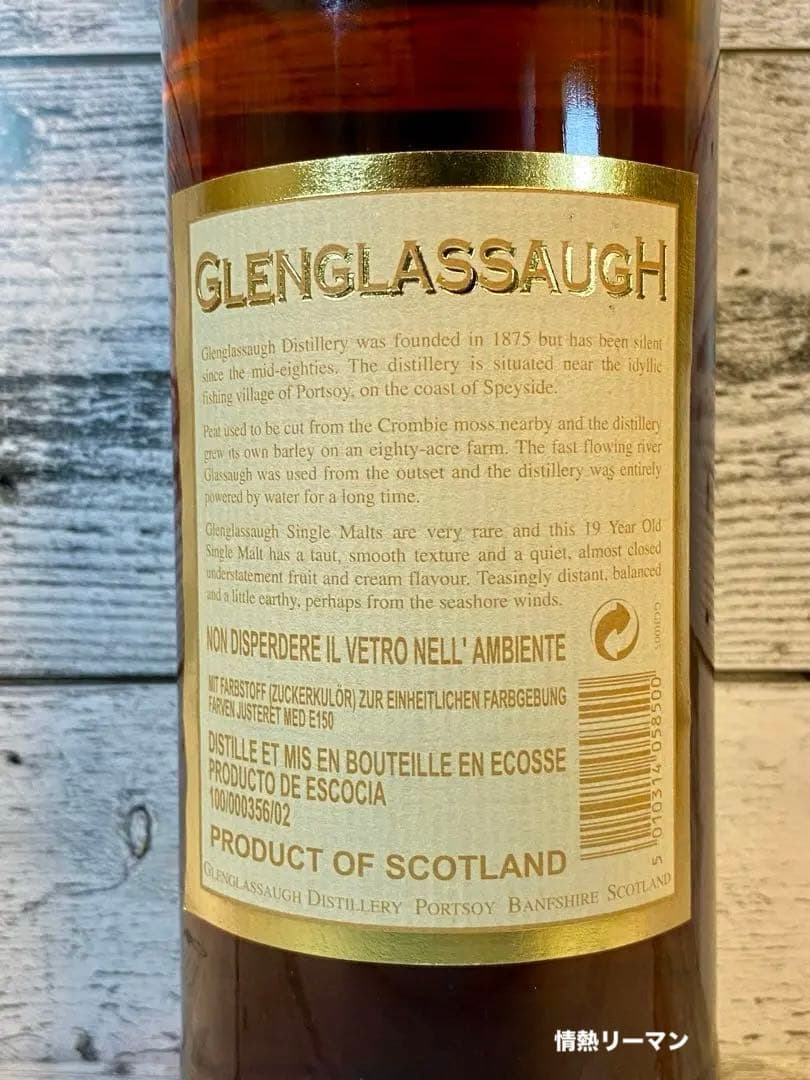 GLENGLASSAUGH
Glenglassaugh Distillery was founded in 1875 but has been silent
since the mid-eighties. The distillery is situated near the idyllic
fishing village of Portsoy, on the coast of Speyside.
Peat used to be cut from the Crombie moss nearby and the distillery
grew its own barley on an eighty-acre farm. The fast flowing river
Glassaugh was used from the outset and the distillery was entirely
powered by water for a long time.
Glenglassaugh Single Malts are very rare and this 19 Year Old
Single Malt has a taut, smooth texture and a quiet, almost closed
understatement fruit and cream flavour. Teasingly distant, balanced
and a little earthy, perhaps from the seashore winds.
NON DISPERDERE IL VETRO NELL' AMBIENTE
MIT FARBSTOFF (ZUCKERKULÖR) ZUR EINHEITLICHEN FARBGEBUNG
FARVEN JUSTERET MED E150
DISTILLE ET MIS EN BOUTEILLE EN ECOSSE
PRODUCTO DE ESCOCIA
100/000356/02
PRODUCT OF SCOTLAND
GLENGLASSAUGH DISTILLERY PORTSOY BANFSHIRE SCOTLAND
5 010314 058500
情熱リーマン